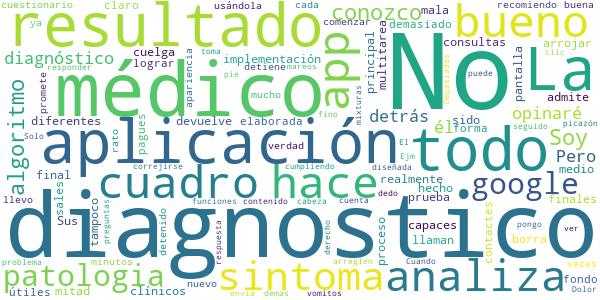 cuestionario ya claro usándola cada demasiado mala comenzar recomiendo buena
resultado conozco bueno
diagnóstico cuelga lograr apariencia implementación pantalla principal multitarea consultas arrojar clic
responder promete toma pie mareos app admite
médico No La
algoritmo mucho fino mixturas detrás opinaré
diferentes devuelve elaborada él sido Soy
pagues rato verdad El forma seguido picazón
aplicación todo
final Solo correjirse cumpliendo Ejm diseñada realmente Pero
llevo sales cuadro hace hecho dedo prueba google medio
Sus tampoco preguntas detenido funciones contenido cabeza cuenta proceso capaces llaman borra contactes finales
clínicos respuesta derecho Cuando pongo ver
diagnostico
patologia sintoma analiza
minutos nuevo arreglen puede veces fondo
útiles mitad problema envía demás vomitos Dolor
detiene